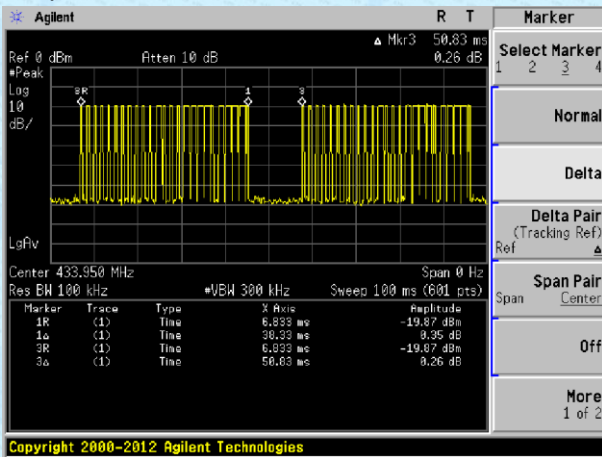 Agilent R T
Marker
Δ Mkr3 50.83 ms
Ref 0 dBm Atten 10 dB 0.26 dB
#Peak
Log
10
dB/
3R 1 3
LgAv
Center 433.950 MHz Span 0 Hz
Res BW 100 kHz #VBW 300 kHz Sweep 100 ms (601 pts)
Marker Trace Type X Axis Amplitude
1R (1) Time 6.833 ms -19.87 dBm
1Δ (1) Time 38.33 ms 0.35 dB
3R (1) Time 6.833 ms -19.87 dBm
3Δ (1) Time 50.83 ms 0.26 dB
Select Marker
1 2 3 4
Normal
Delta
Delta Pair
(Tracking Ref)
Ref Δ
Span Pair
Span Center
Off
More
1 of 2
Copyright 2000-2012 Agilent Technologies